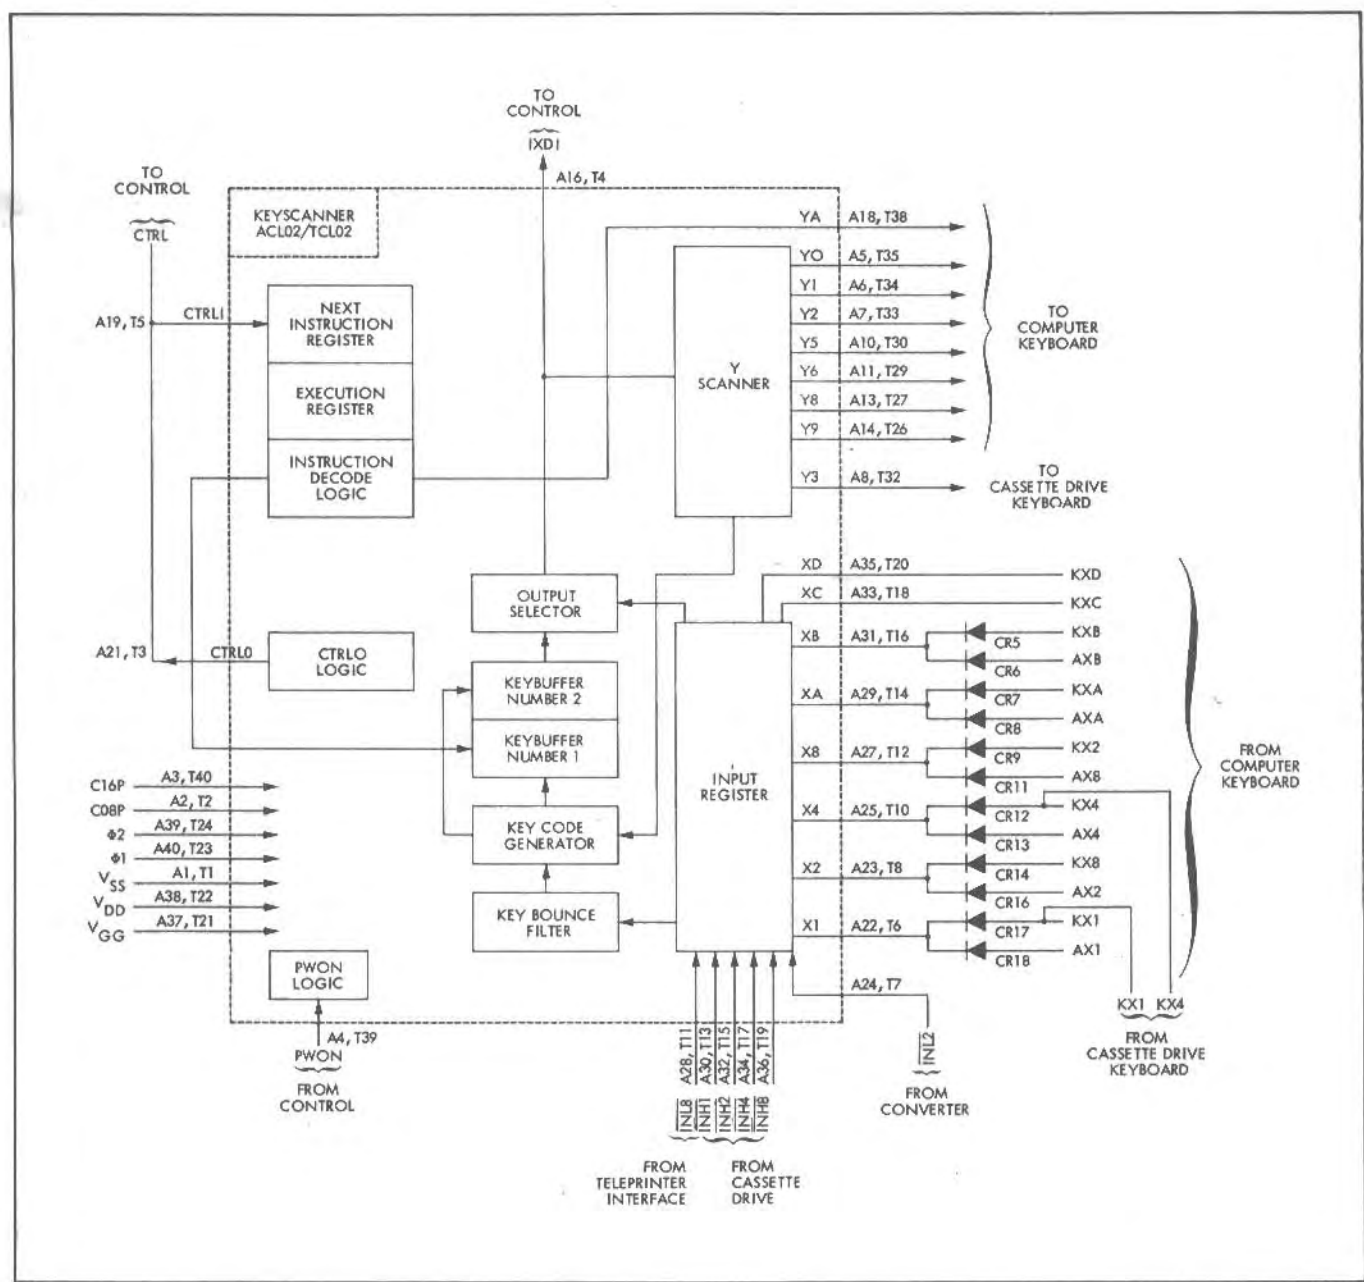 TO
CONTROL
IXD1
A16, T4
TO
CONTROL
CTRL
KEYSCANNER
ACL02/TCL02
A19, T5
CTRL1
NEXT
INSTRUCTION
REGISTER
EXECUTION
REGISTER
INSTRUCTION
DECODE
LOGIC
Y
SCANNER
YA A18, T38
YO A5, T35
Y1 A6, T34
Y2 A7, T33
Y5 A10, T30
Y6 A11, T29
Y8 A13, T27
Y9 A14, T26
Y3 A8, T32
TO
COMPUTER
KEYBOARD
TO
CASSETTE DRIVE
KEYBOARD
A21, T3
CTRLO
CTRLO
LOGIC
OUTPUT
SELECTOR
KEYBUFFER
NUMBER 2
KEYBUFFER
NUMBER 1
KEY CODE
GENERATOR
KEY BOUNCE
FILTER
INPUT
REGISTER
XD A35, T20 KXD
XC A33, T18 KXC
XB A31, T16 CR5 KXB
CR6 AXB
XA A29, T14 CR7 KXA
CR8 AXA
X8 A27, T12 CR9 KX2
CR11 AX8
X4 A25, T10 CR12 KX4
CR13 AX4
X2 A23, T8 CR14 KX8
CR16 AX2
X1 A22, T6 CR17 KX1
CR18 AX1
FROM
COMPUTER
KEYBOARD
C16P A3, T40
C08P A2, T2
Φ2 A39, T24
Φ1 A40, T23
VSS A1, T1
VDD A38, T22
VGG A37, T21
PWON
LOGIC
A4, T39
PWON
FROM
CONTROL
A24, T7
INL2
FROM
CONVERTER
KX1 KX4
FROM
CASSETTE DRIVE
KEYBOARD
INL8 A28, T11
INH1 A30, T13
INH2 A32, T15
INH4 A34, T17
INH8 A36, T19
FROM
TELEPRINTER
INTERFACE
FROM
CASSETTE
DRIVE